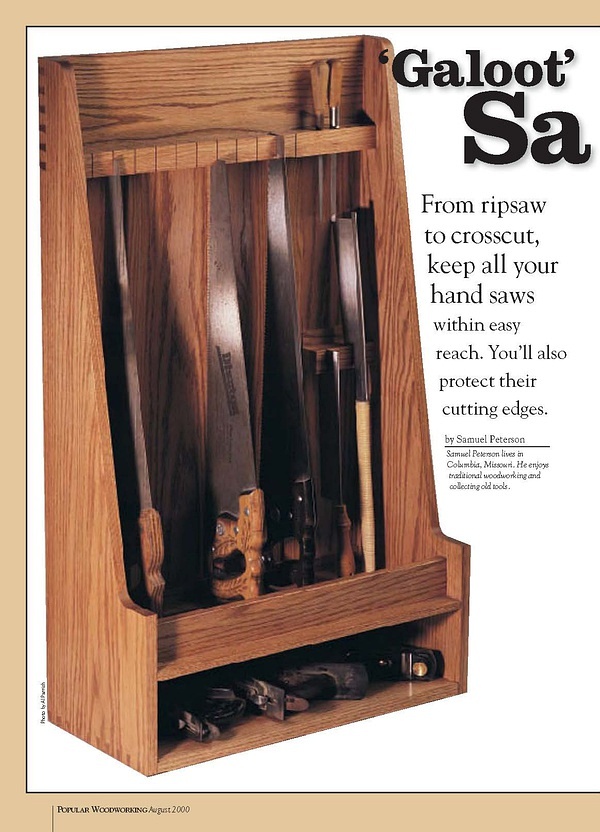 ‘Galoot’
Sa
From ripsaw
to crosscut,
keep all your
hand saws
within easy
reach. You’ll also
protect their
cutting edges.
by Samuel Peterson
Samuel Peterson lives in
Columbia, Missouri. He enjoys
traditional woodworking and
collecting old tools.
Disston
Photo by Al Parrish
POPULAR WOODWORKING August 2000